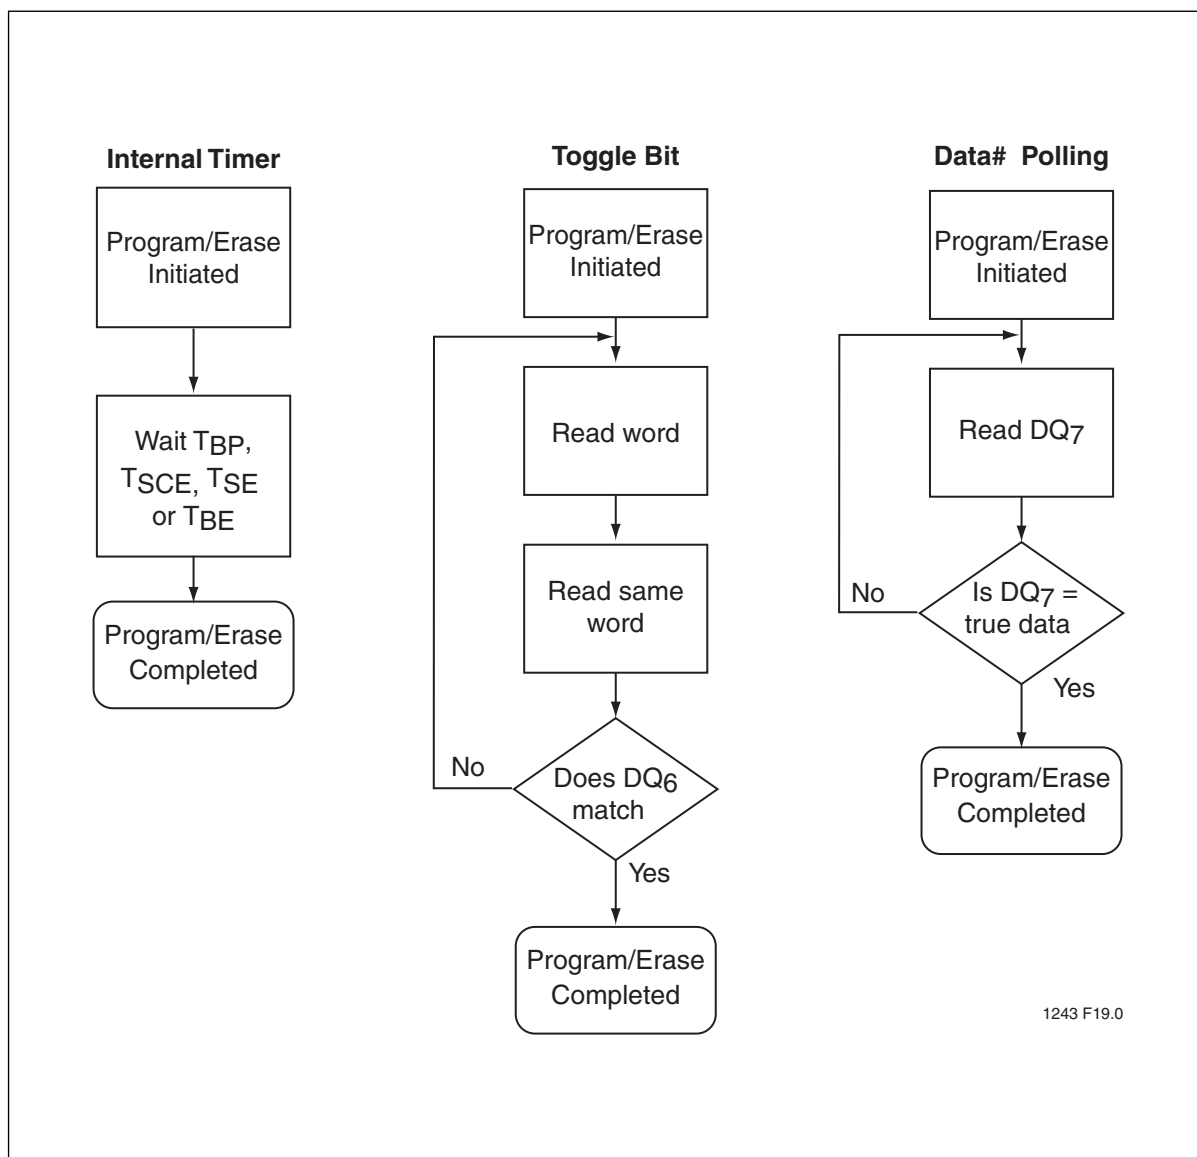 Internal Timer
Program/Erase
Initiated
Wait TBP,
TSCE, TSE
or TBE
Program/Erase
Completed
Toggle Bit
Program/Erase
Initiated
Read word
Read same
word
No
Does DQ6
match
Yes
Program/Erase
Completed
Data# Polling
Program/Erase
Initiated
Read DQ7
No
Is DQ7 =
true data
Yes
Program/Erase
Completed
1243 F19.0